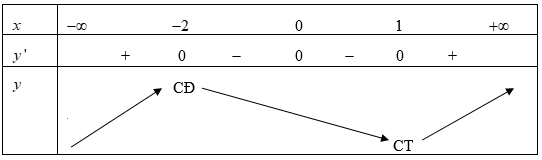 x −∞ −2 0 1 +∞
y' + 0 − 0 − 0 +
y CĐ
CT